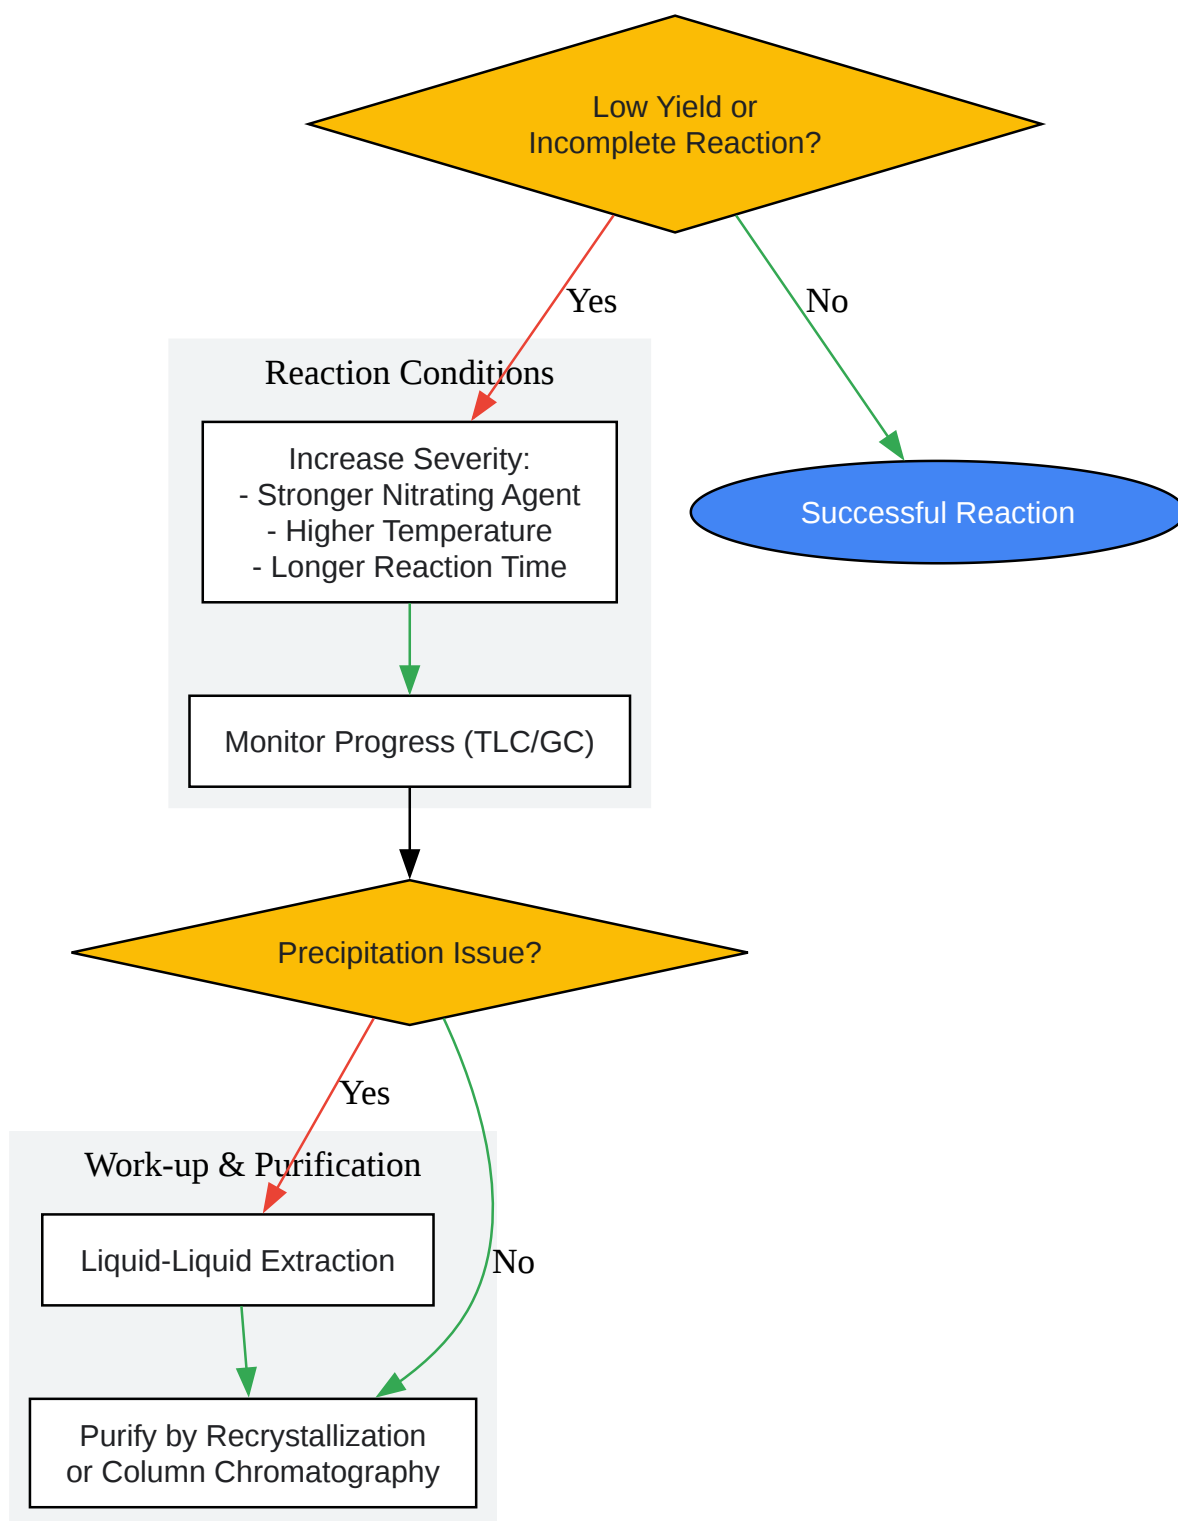 Low Yield or
Incomplete Reaction?
Yes
No
Reaction Conditions
Increase Severity:
- Stronger Nitrating Agent
- Higher Temperature
- Longer Reaction Time
Successful Reaction
Monitor Progress (TLC/GC)
Precipitation Issue?
Yes
Work-up & Purification
Liquid-Liquid Extraction
No
Purify by Recrystallization
or Column Chromatography